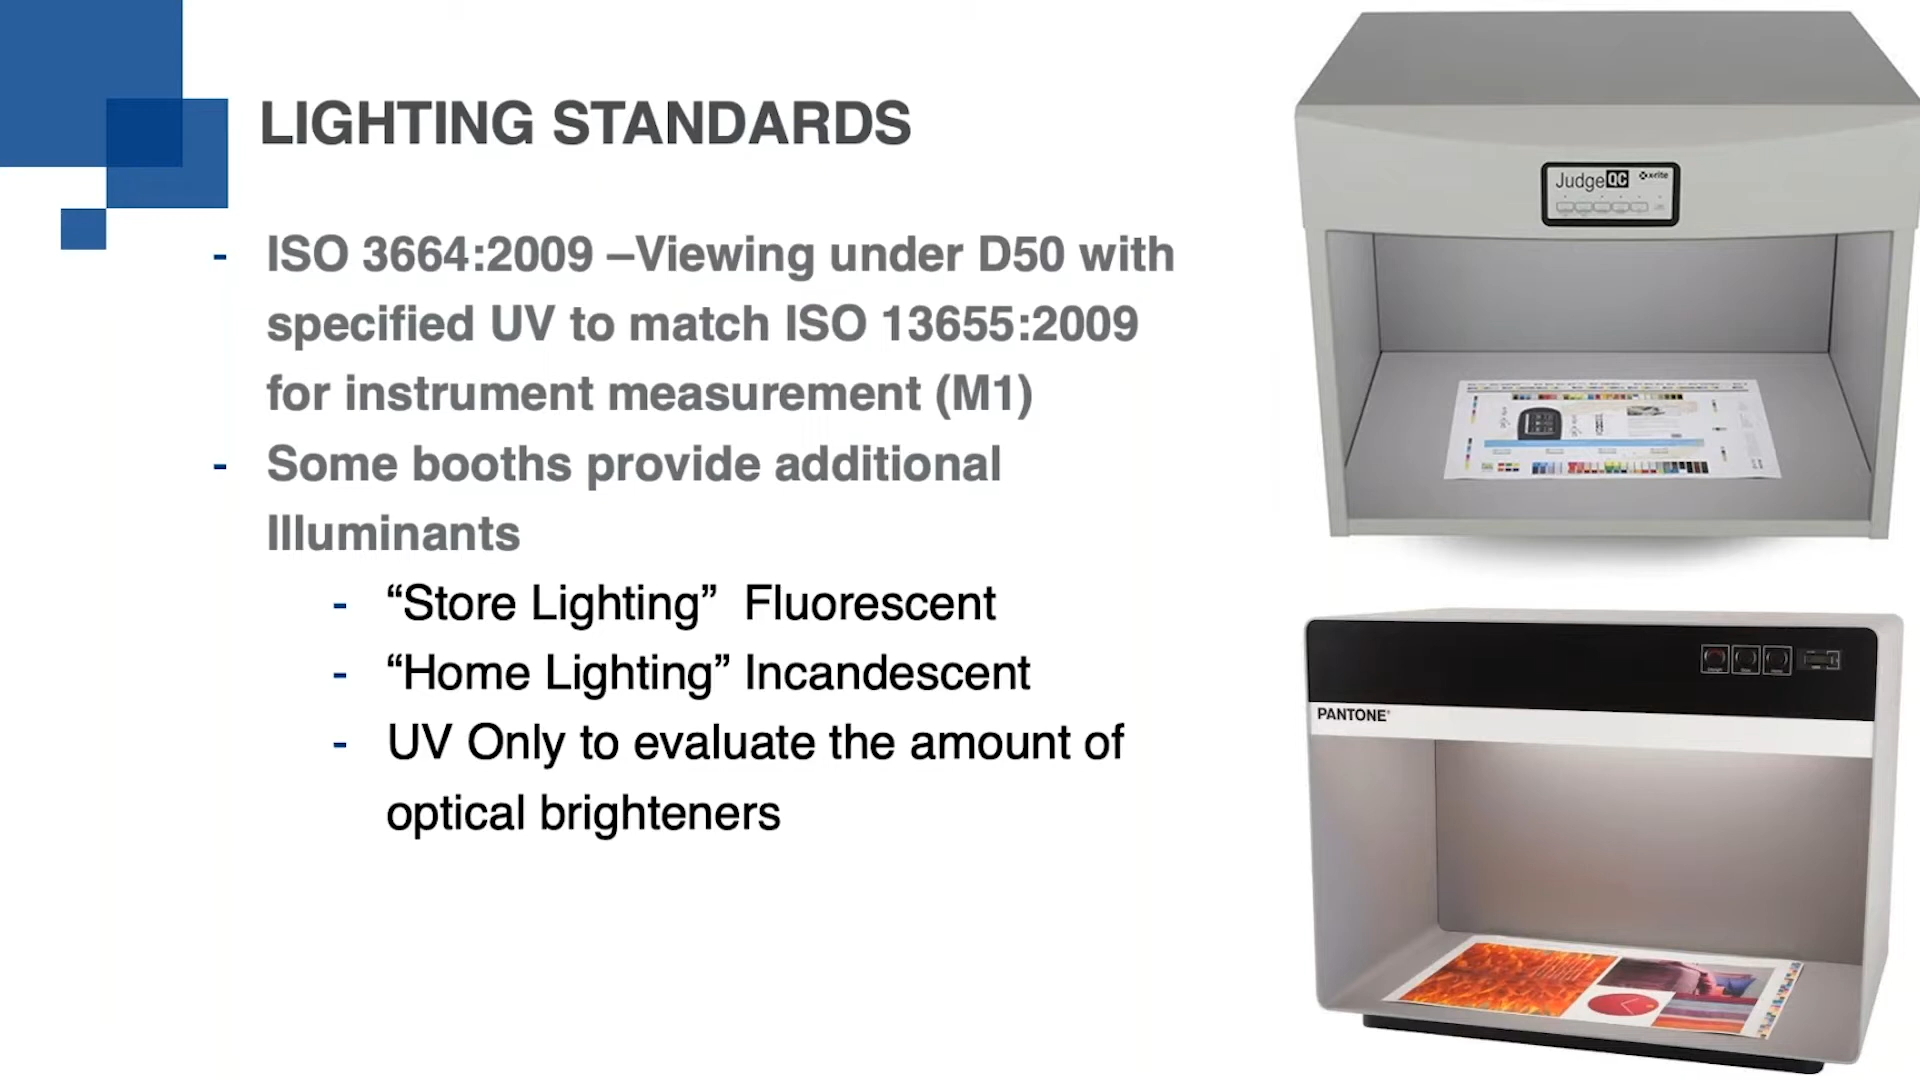 LIGHTING STANDARDS
- ISO 3664:2009 –Viewing under D50 with
specified UV to match ISO 13655:2009
for instrument measurement (M1)
- Some booths provide additional
Illuminants
- “Store Lighting”  Fluorescent
- “Home Lighting” Incandescent
- UV Only to evaluate the amount of
optical brighteners
JudgeQC x-rite
PANTONE®